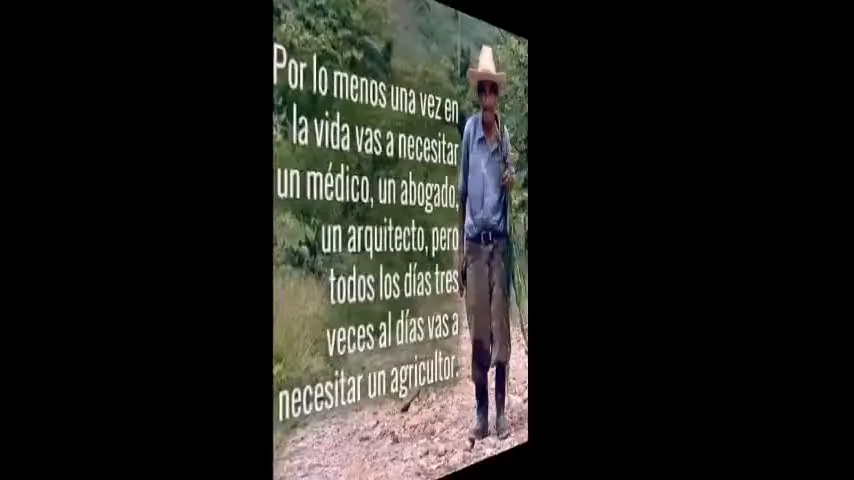 Por lo menos una vez en
la vida vas a necesitar
un médico, un abogado,
un arquitecto, pero
todos los días tres
veces al días vas a
necesitar un agricultor.